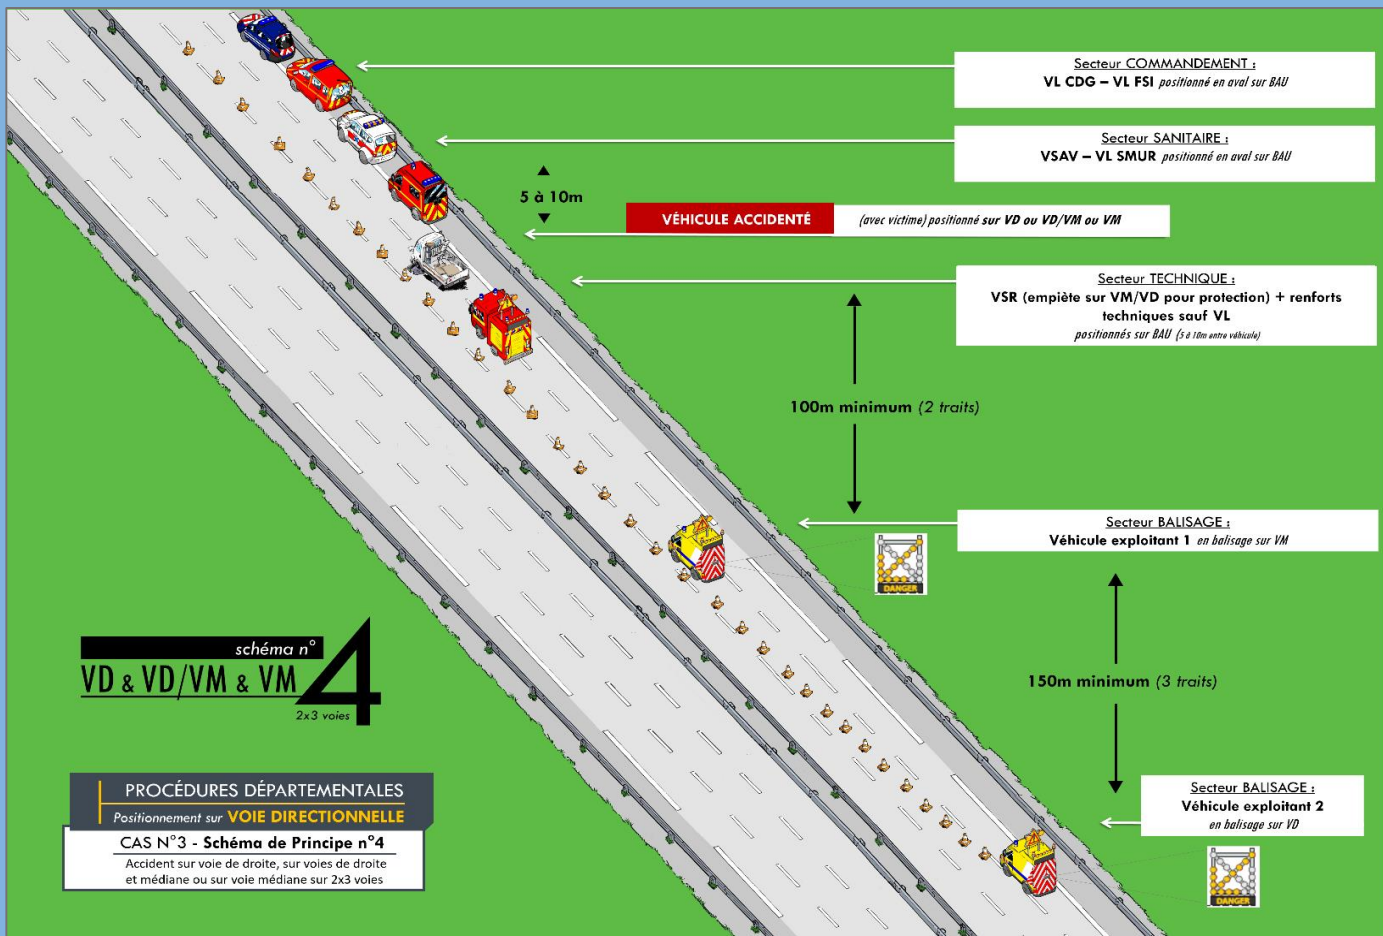 Secteur COMMANDEMENT :
VL CDG – VL FSI positionné en aval sur BAU
Secteur SANITAIRE :
VSAV – VL SMUR positionné en aval sur BAU
5 à 10m
VÉHICULE ACCIDENTÉ (avec victime) positionné sur VD ou VD/VM ou VM
Secteur TECHNIQUE :
VSR (empiète sur VM/VD pour protection) + renforts
techniques sauf VL
positionnés sur BAU (5 à 10m entre véhicule)
100m minimum (2 traits)
Secteur BALISAGE :
Véhicule exploitant 1 en balisage sur VM
DANGER
150m minimum (3 traits)
Secteur BALISAGE :
Véhicule exploitant 2
en balisage sur VD
DANGER
schéma n°
VD & VD/VM & VM 4
2x3 voies
PROCÉDURES DÉPARTEMENTALES
Positionnement sur VOIE DIRECTIONNELLE
CAS N°3 - Schéma de Principe n°4
Accident sur voie de droite, sur voies de droite
et médiane ou sur voie médiane sur 2x3 voies